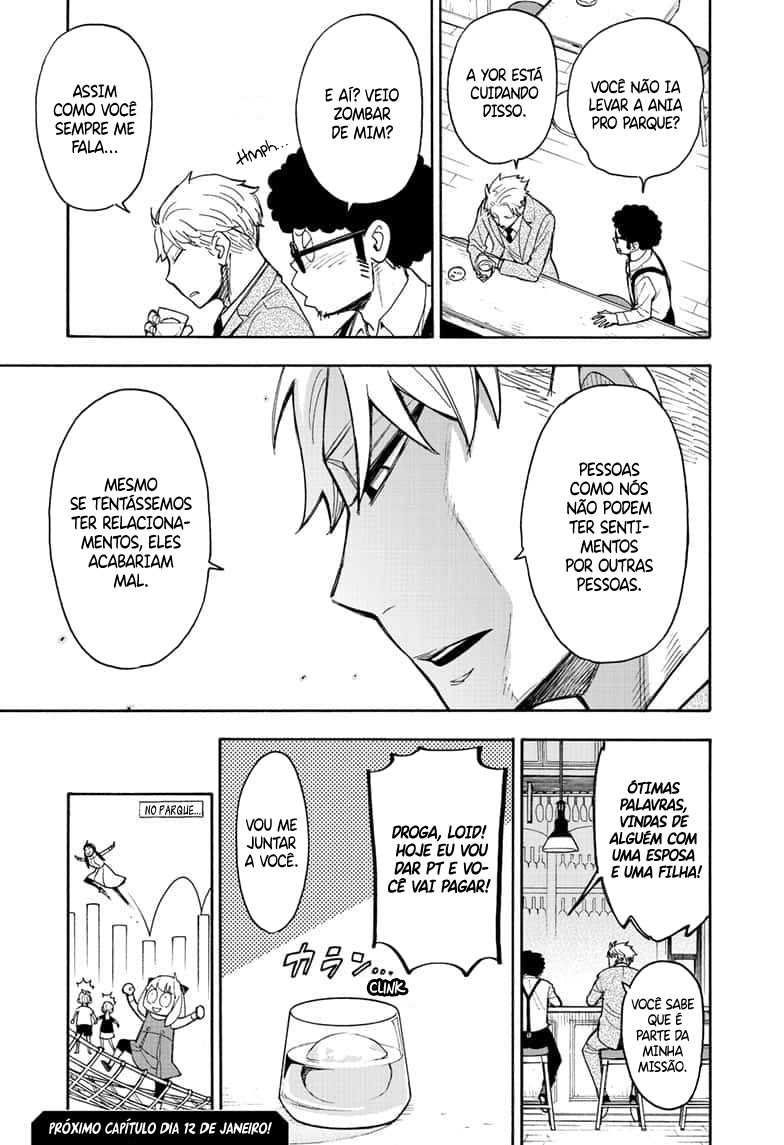 VOCÊ NÃO IA
LEVAR A ANIA
PRO PARQUE?
A YOR ESTÁ
CUIDANDO
DISSO.
E AÍ? VEIO
ZOMBAR
DE MIM?
HMPH...
ASSIM
COMO VOCÊ
SEMPRE ME
FALA...
PESSOAS
COMO NÓS
NÃO PODEM
TER SENTI-
MENTOS
POR OUTRAS
PESSOAS.
MESMO
SE TENTÁSSEMOS
TER RELACIONA-
MENTOS, ELES
ACABARIAM
MAL.
ÓTIMAS
PALAVRAS,
VINDAS DE
ALGUÉM COM
UMA ESPOSA
E UMA FILHA!
VOCÊ SABE
QUE É
PARTE DA
MINHA
MISSÃO.
DROGA, LOID!
HOJE EU VOU
DAR PT E VO-
CÊ VAI PAGAR!
VOU ME
JUNTAR
A VOCÊ.
カラン...
CLINK
NO PARQUE...
PRÓXIMO CAPÍTULO DIA 12 DE JANEIRO!